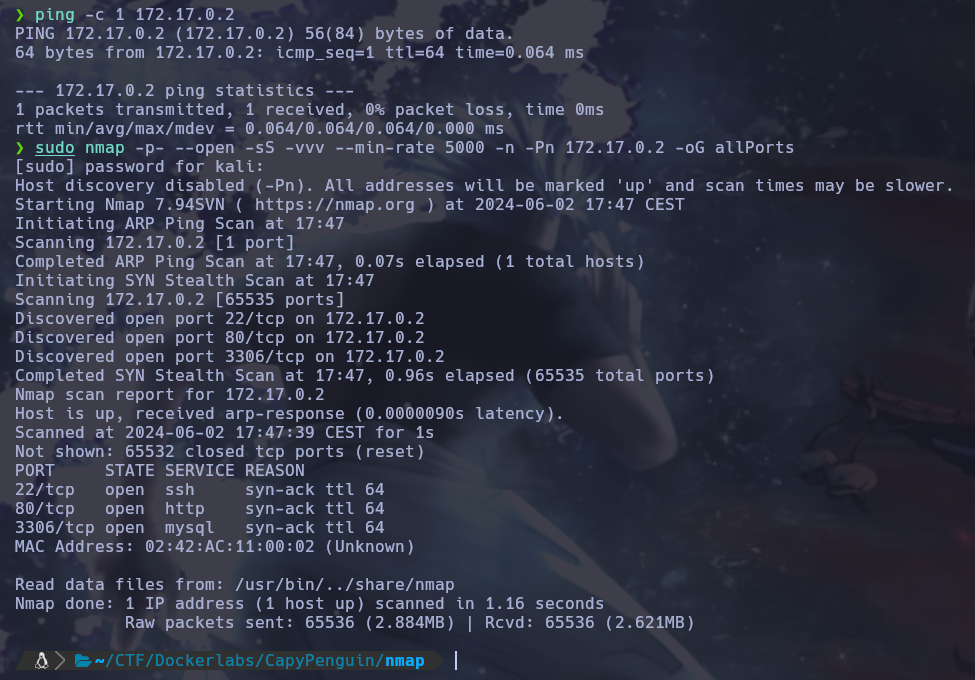 ❯ ping -c 1 172.17.0.2
PING 172.17.0.2 (172.17.0.2) 56(84) bytes of data.
64 bytes from 172.17.0.2: icmp_seq=1 ttl=64 time=0.064 ms
--- 172.17.0.2 ping statistics ---
1 packets transmitted, 1 received, 0% packet loss, time 0ms
rtt min/avg/max/mdev = 0.064/0.064/0.064/0.000 ms
❯ sudo nmap -p- --open -sS -vvv --min-rate 5000 -n -Pn 172.17.0.2 -oG allPorts
[sudo] password for kali:
Host discovery disabled (-Pn). All addresses will be marked 'up' and scan times may be slower.
Starting Nmap 7.94SVN ( https://nmap.org ) at 2024-06-02 17:47 CEST
Initiating ARP Ping Scan at 17:47
Scanning 172.17.0.2 [1 port]
Completed ARP Ping Scan at 17:47, 0.07s elapsed (1 total hosts)
Initiating SYN Stealth Scan at 17:47
Scanning 172.17.0.2 [65535 ports]
Discovered open port 22/tcp on 172.17.0.2
Discovered open port 80/tcp on 172.17.0.2
Discovered open port 3306/tcp on 172.17.0.2
Completed SYN Stealth Scan at 17:47, 0.96s elapsed (65535 total ports)
Nmap scan report for 172.17.0.2
Host is up, received arp-response (0.0000090s latency).
Scanned at 2024-06-02 17:47:39 CEST for 1s
Not shown: 65532 closed tcp ports (reset)
PORT     STATE SERVICE REASON
22/tcp   open  ssh     syn-ack ttl 64
80/tcp   open  http    syn-ack ttl 64
3306/tcp open  mysql   syn-ack ttl 64
MAC Address: 02:42:AC:11:00:02 (Unknown)
Read data files from: /usr/bin/../share/nmap
Nmap done: 1 IP address (1 host up) scanned in 1.16 seconds
Raw packets sent: 65536 (2.884MB) | Rcvd: 65536 (2.621MB)
~/CTF/Dockerlabs/CapyPenguin/nmap